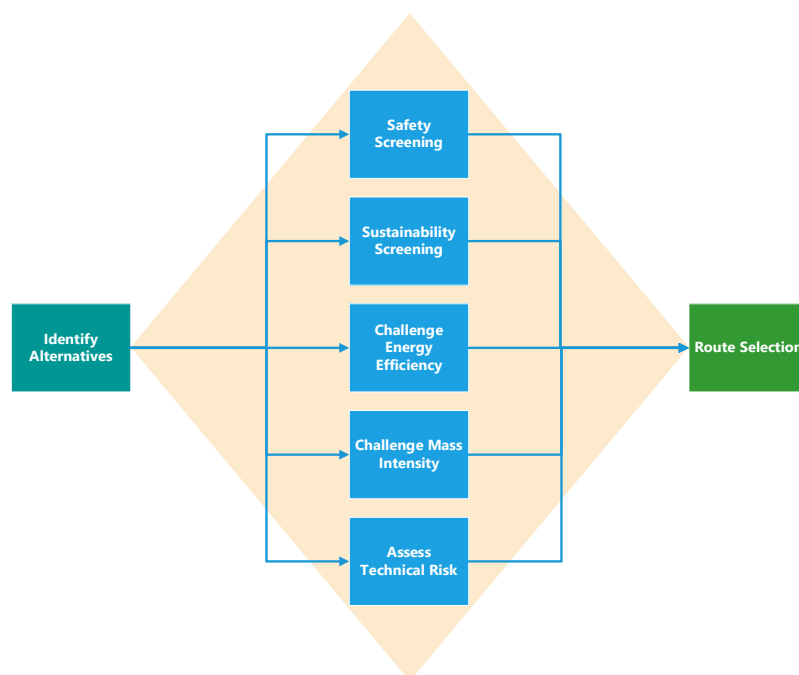 Safety
Screening
Sustainability
Screening
Identify
Alternatives
Challenge
Energy
Efficiency
Route Selection
Challenge Mass
Intensity
Assess
Technical Risk